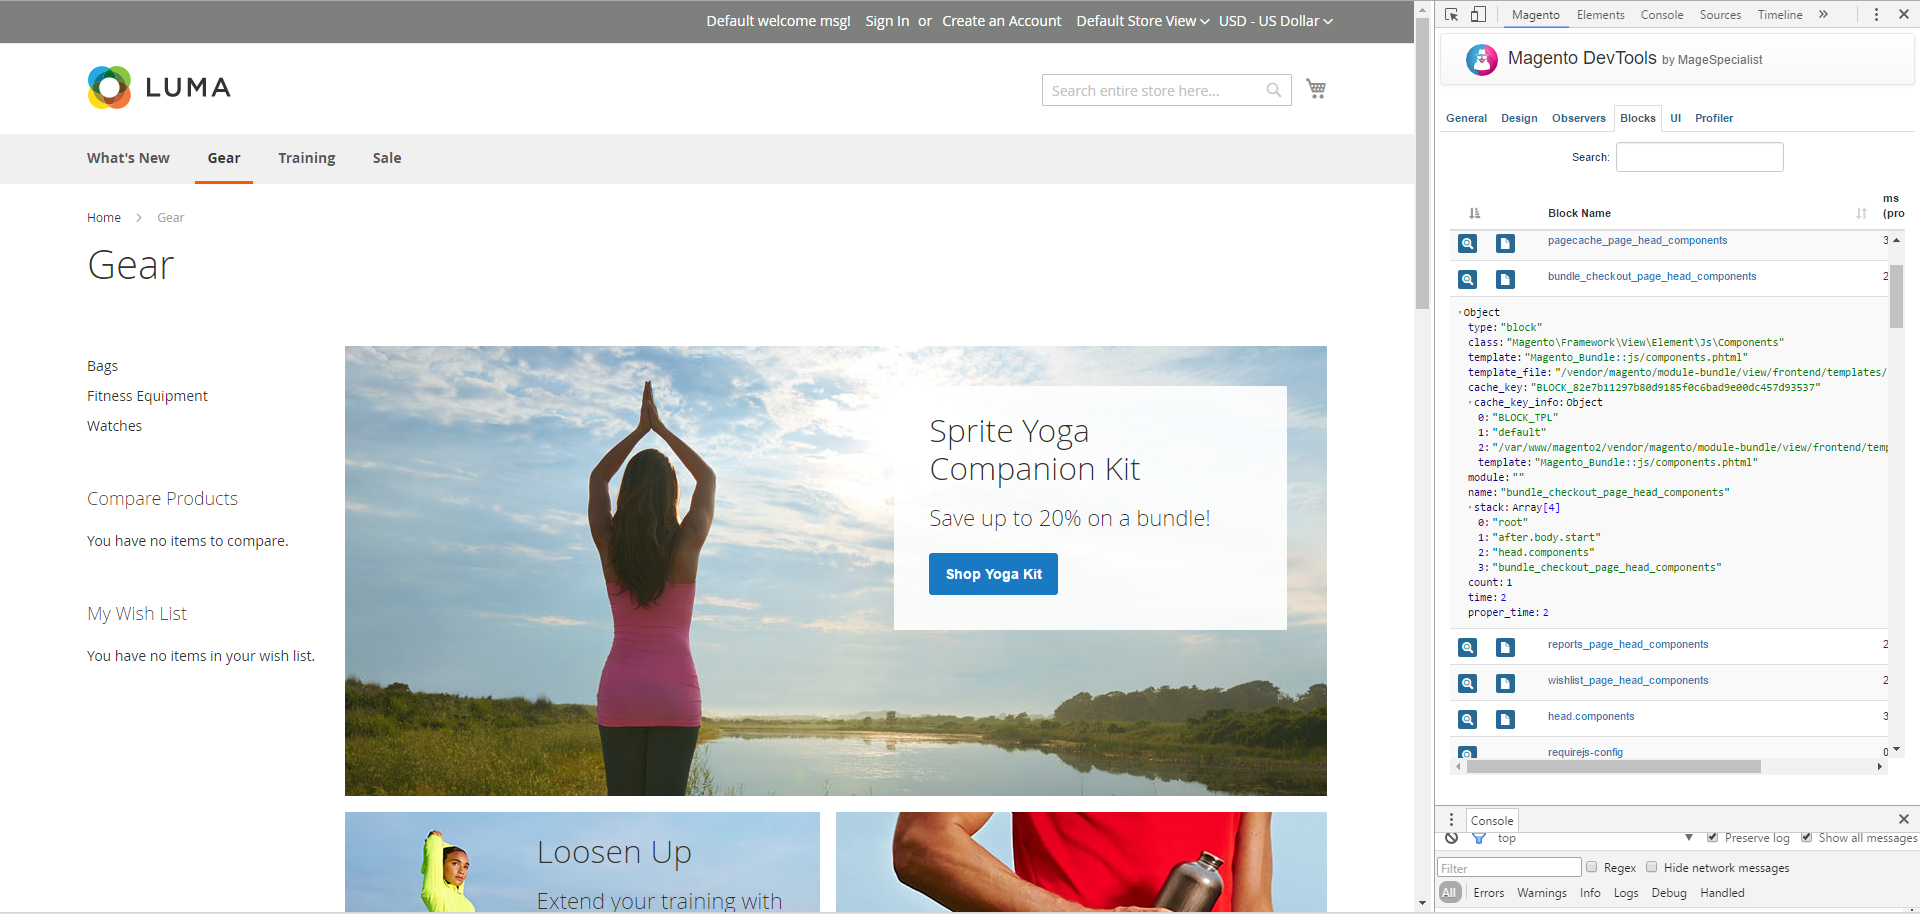 Default welcome msg! Sign In or Create an Account Default Store View USD - US Dollar
LUMA
Search entire store here...
What's New Gear Training Sale
Home Gear
Gear
Bags
Fitness Equipment
Watches
Compare Products
You have no items to compare.
My Wish List
You have no items in your wish list.
Sprite Yoga
Companion Kit
Save up to 20% on a bundle!
Shop Yoga Kit
Loosen Up
Extend your training with
Magento Elements Console Sources Timeline »
Magento DevTools by MageSpecialist
General Design Observers Blocks UI Profiler
Search:
ms
Block Name (pro
pagecache_page_head_components 3
bundle_checkout_page_head_components 2
Object
type: "block"
class: "Magento\Framework\View\Element\Js\Components"
template: "Magento_Bundle::js/components.phtml"
template_file: "/vendor/magento/module-bundle/view/frontend/templates/
cache_key: "BLOCK_82e7b11297b80d9185f0c6bad9e00dc457d93537"
cache_key_info: Object
0: "BLOCK_TPL"
1: "default"
2: "/var/www/magento2/vendor/magento/module-bundle/view/frontend/temp
template: "Magento_Bundle::js/components.phtml"
module: ""
name: "bundle_checkout_page_head_components"
stack: Array[4]
0: "root"
1: "after.body.start"
2: "head.components"
3: "bundle_checkout_page_head_components"
count: 1
time: 2
proper_time: 2
reports_page_head_components 2
wishlist_page_head_components 2
head.components 3
requirejs-config 0
Console
top Preserve log Show all messages
Filter Regex Hide network messages
All Errors Warnings Info Logs Debug Handled